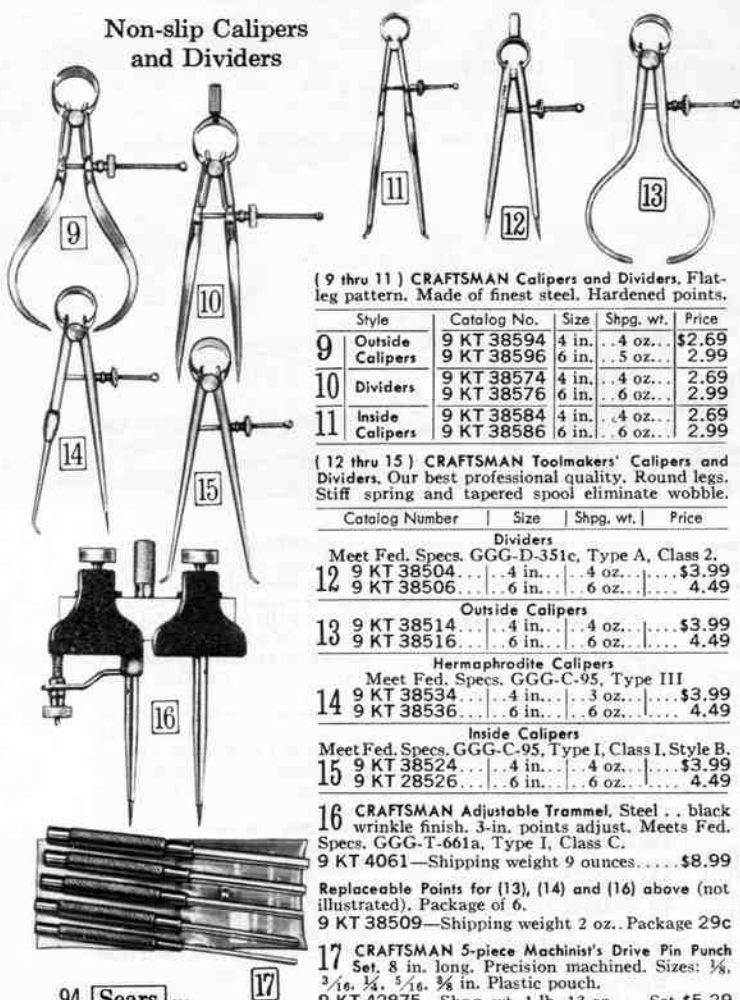 Non-slip Calipers
and Dividers
9
10
11
12
13
14
15
16
17
( 9 thru 11 ) CRAFTSMAN Calipers and Dividers. Flat-
leg pattern. Made of finest steel. Hardened points.
Style | Catalog No. | Size | Shpg. wt. | Price
9 Outside Calipers | 9 KT 38594 | 4 in. | . . 4 oz... | $2.69
9 KT 38596 | 6 in. | . . 5 oz... | 2.99
10 Dividers | 9 KT 38574 | 4 in. | . . 4 oz... | 2.69
9 KT 38576 | 6 in. | . . 6 oz... | 2.99
11 Inside Calipers | 9 KT 38584 | 4 in. | . . 4 oz... | 2.69
9 KT 38586 | 6 in. | . . 6 oz... | 2.99
( 12 thru 15 ) CRAFTSMAN Toolmakers' Calipers and
Dividers. Our best professional quality. Round legs.
Stiff spring and tapered spool eliminate wobble.
Catalog Number | Size | Shpg. wt. | Price
Dividers
Meet Fed. Specs. GGG-D-351c, Type A, Class 2.
12 9 KT 38504...|..4 in...|..4 oz...|....$3.99
9 KT 38506...|..6 in...|..6 oz...|.... 4.49
Outside Calipers
13 9 KT 38514...|..4 in...|..4 oz...|....$3.99
9 KT 38516...|..6 in...|..6 oz...|.... 4.49
Hermaphrodite Calipers
Meet Fed. Specs. GGG-C-95, Type III
14 9 KT 38534...|..4 in...|..3 oz...|....$3.99
9 KT 38536...|..6 in...|..6 oz...|.... 4.49
Inside Calipers
Meet Fed. Specs. GGG-C-95, Type I, Class I, Style B.
15 9 KT 38524...|..4 in...|..4 oz...|....$3.99
9 KT 28526...|..6 in...|..6 oz...|.... 4.49
16 CRAFTSMAN Adjustable Trammel. Steel . . black
wrinkle finish. 3-in. points adjust. Meets Fed.
Specs. GGG-T-661a, Type I, Class C.
9 KT 4061—Shipping weight 9 ounces.....$8.99
Replaceable Points for (13), (14) and (16) above (not
illustrated). Package of 6.
9 KT 38509—Shipping weight 2 oz.. Package 29c
17 CRAFTSMAN 5-piece Machinist's Drive Pin Punch
Set. 8 in. long. Precision machined. Sizes: ⅛,
3/16, ¼, 5/16, ⅜ in. Plastic pouch.
94 Sears